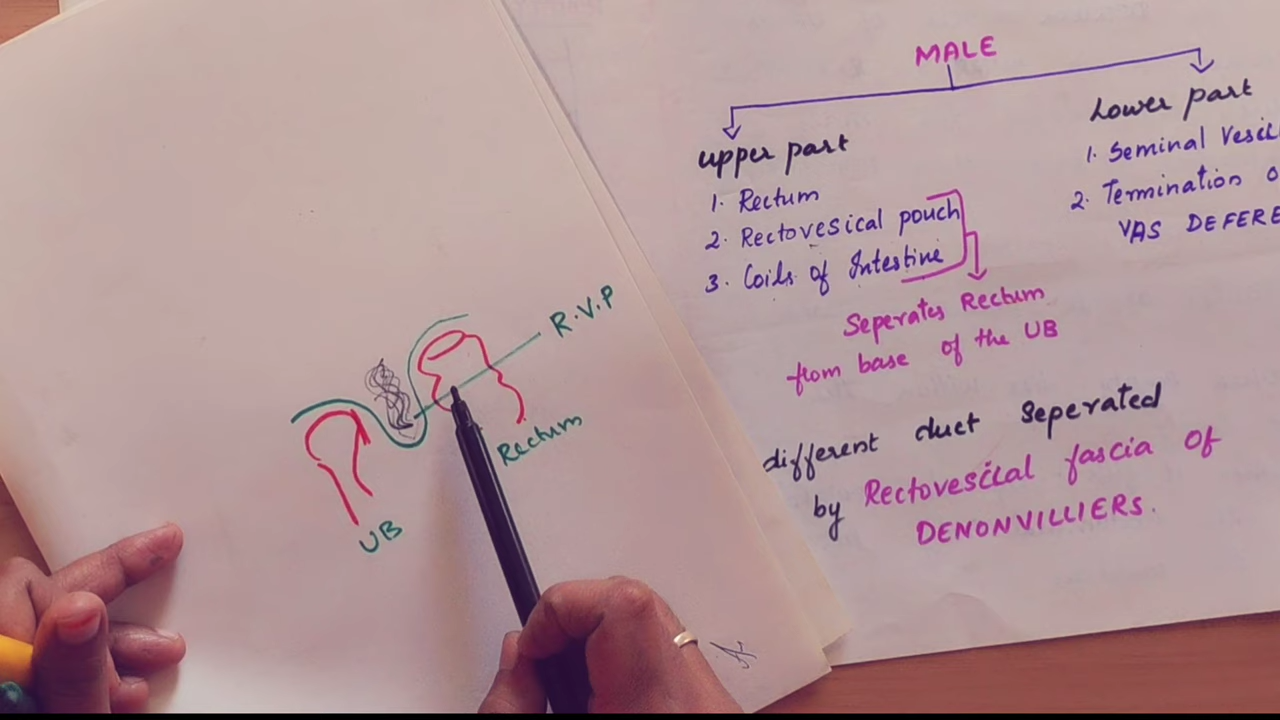 MALE
upper part
1. Rectum
2. Rectovesical pouch
3. Coils of Intestine
Seperates Rectum
from base of the UB
Lower part
1. Seminal Vesic
2. Termination o
VAS DEFERE
different duct seperated
by Rectovesical fascia of
DENONVILLIERS.
R.V.P
Rectum
UB